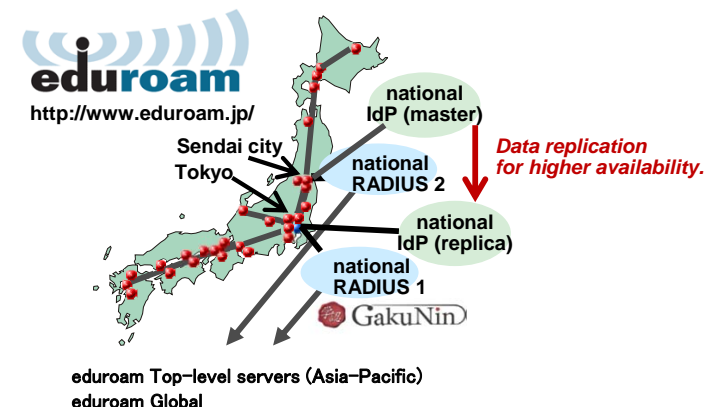 eduroam
http://www.eduroam.jp/
national
IdP (master)
Sendai city
Tokyo
national
RADIUS 2
Data replication
for higher availability.
national
IdP (replica)
national
RADIUS 1
GakuNin
eduroam Top-level servers (Asia-Pacific)
eduroam Global